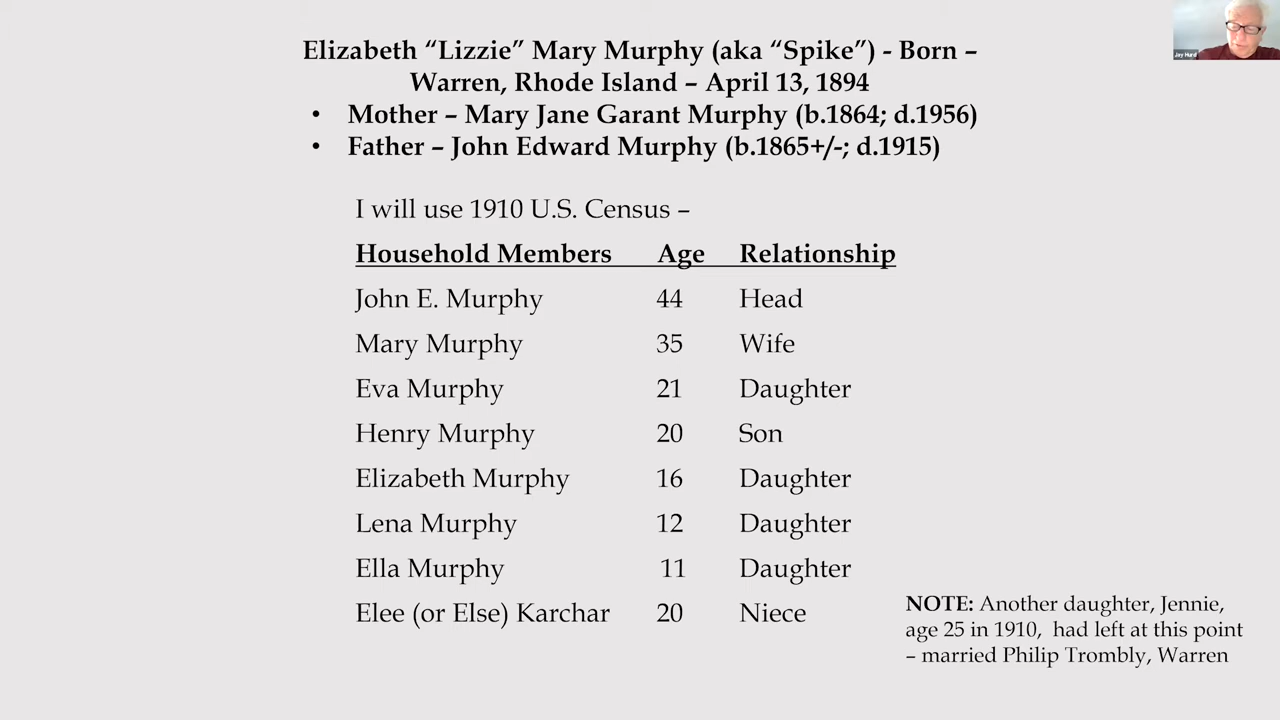 Elizabeth “Lizzie” Mary Murphy (aka “Spike”) - Born –
Warren, Rhode Island – April 13, 1894
• Mother – Mary Jane Garant Murphy (b.1864; d.1956)
• Father – John Edward Murphy (b.1865+/-; d.1915)
I will use 1910 U.S. Census –
Household Members Age Relationship
John E. Murphy 44 Head
Mary Murphy 35 Wife
Eva Murphy 21 Daughter
Henry Murphy 20 Son
Elizabeth Murphy 16 Daughter
Lena Murphy 12 Daughter
Ella Murphy 11 Daughter
Elee (or Else) Karchar 20 Niece
NOTE: Another daughter, Jennie,
age 25 in 1910, had left at this point
– married Philip Trombly, Warren
Jay Hurd